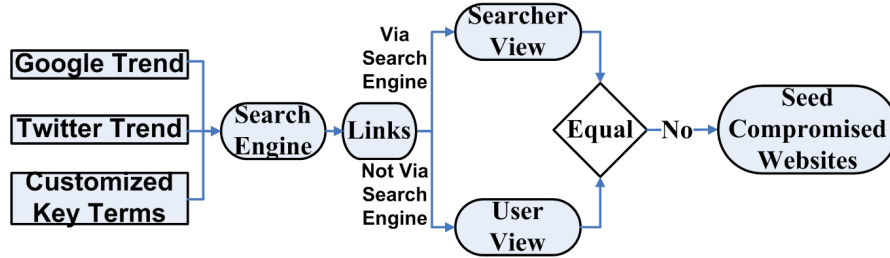 Google Trend
Twitter Trend
Customized
Key Terms
Search
Engine
Links
Via
Search
Engine
Not Via
Search
Engine
Searcher
View
User
View
Equal
No
Seed
Compromised
Websites